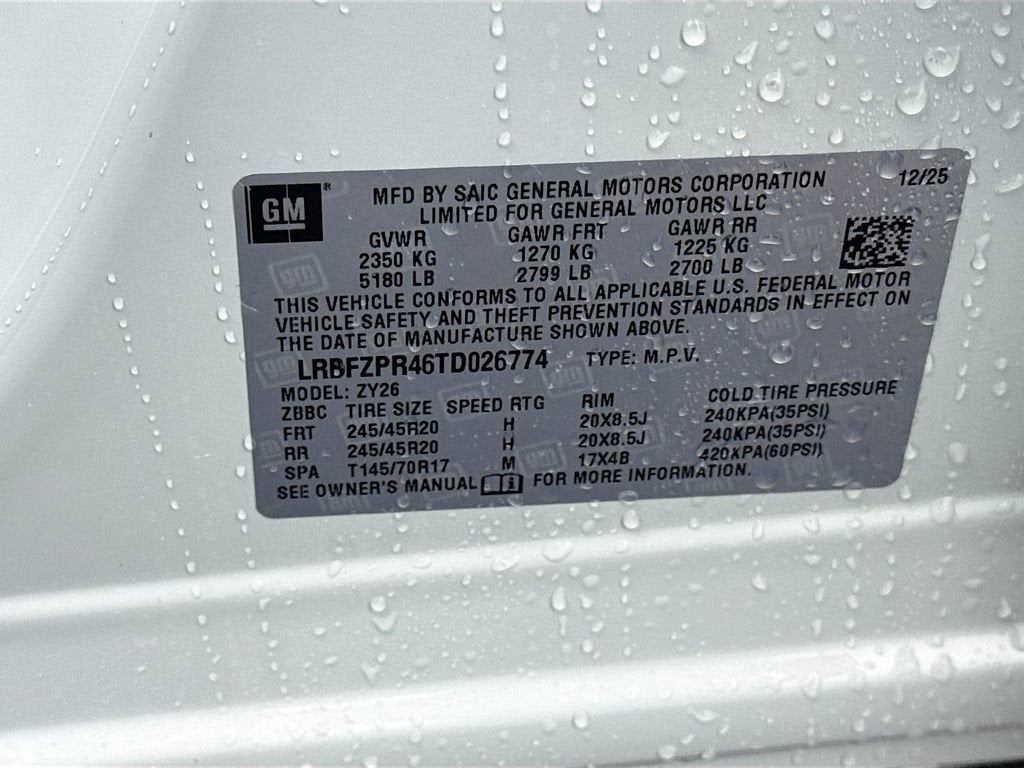 GM ® MFD BY SAIC GENERAL MOTORS CORPORATION 12/25
LIMITED FOR GENERAL MOTORS LLC
GVWR GAWR FRT GAWR RR
2350 KG 1270 KG 1225 KG
5180 LB 2799 LB 2700 LB
THIS VEHICLE CONFORMS TO ALL APPLICABLE U.S. FEDERAL MOTOR
VEHICLE SAFETY AND THEFT PREVENTION STANDARDS IN EFFECT ON
THE DATE OF MANUFACTURE SHOWN ABOVE.
LRBFZPR46TD026774 TYPE: M.P.V.
MODEL: ZY26
ZBBC TIRE SIZE SPEED RTG RIM COLD TIRE PRESSURE
FRT 245/45R20 H 20X8.5J 240KPA(35PSI)
RR 245/45R20 H 20X8.5J 240KPA(35PSI)
SPA T145/70R17 M 17X4B 420KPA(60PSI)
SEE OWNER'S MANUAL i FOR MORE INFORMATION.